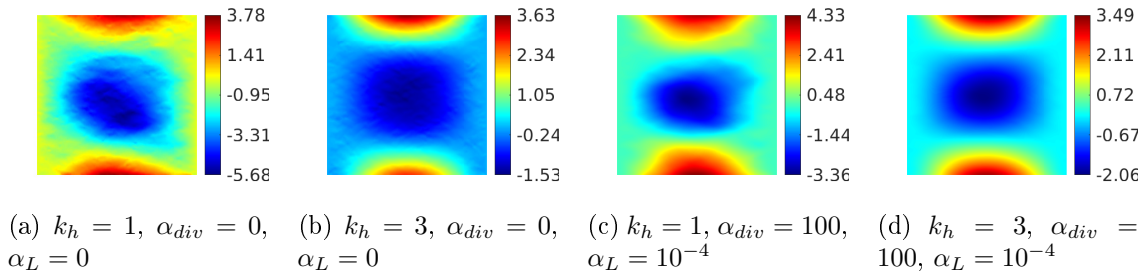 3.78
1.41
-0.95
-3.31
-5.68
3.63
2.34
1.05
-0.24
-1.53
4.33
2.40
0.48
-1.44
-3.36
3.49
2.10
0.72
-0.67
-2.06
(a) $k_h = 1$, $\alpha_{div} = 0$,
$\alpha_L = 0$
(b) $k_h = 3$, $\alpha_{div} = 0$,
$\alpha_L = 0$
(c) $k_h = 1$, $\alpha_{div} = 100$,
$\alpha_L = 10^{-4}$
(d) $k_h = 3$, $\alpha_{div} =$
$100$, $\alpha_L = 10^{-4}$